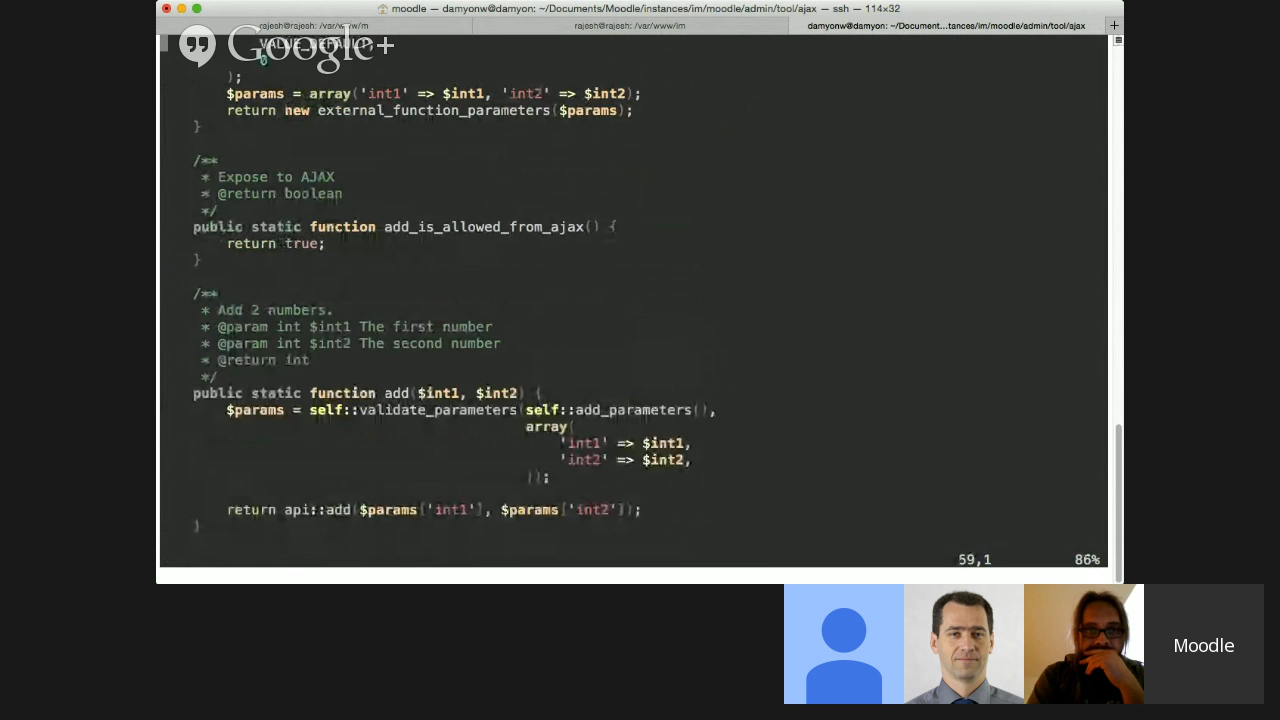 moodle — damyonw@damyon: ~/Documents/Moodle/instances/im/moodle/admin/tool/ajax — ssh — 114x32
rajesh@rajesh: /var/www/m
rajesh@rajesh: /var/www/im
damyonw@damyon: ~/Document...tances/im/moodle/admin/tool/ajax
+
Google+
VALUE_DEFAULT,
0
);
$params = array('int1' => $int1, 'int2' => $int2);
return new external_function_parameters($params);
}
/**
* Expose to AJAX
* @return boolean
*/
public static function add_is_allowed_from_ajax() {
return true;
}
/**
* Add 2 numbers.
* @param int $int1 The first number
* @param int $int2 The second number
* @return int
*/
public static function add($int1, $int2) {
$params = self::validate_parameters(self::add_parameters(),
array(
'int1' => $int1,
'int2' => $int2,
));
return api::add($params['int1'], $params['int2']);
}
59,1 86%
Moodle